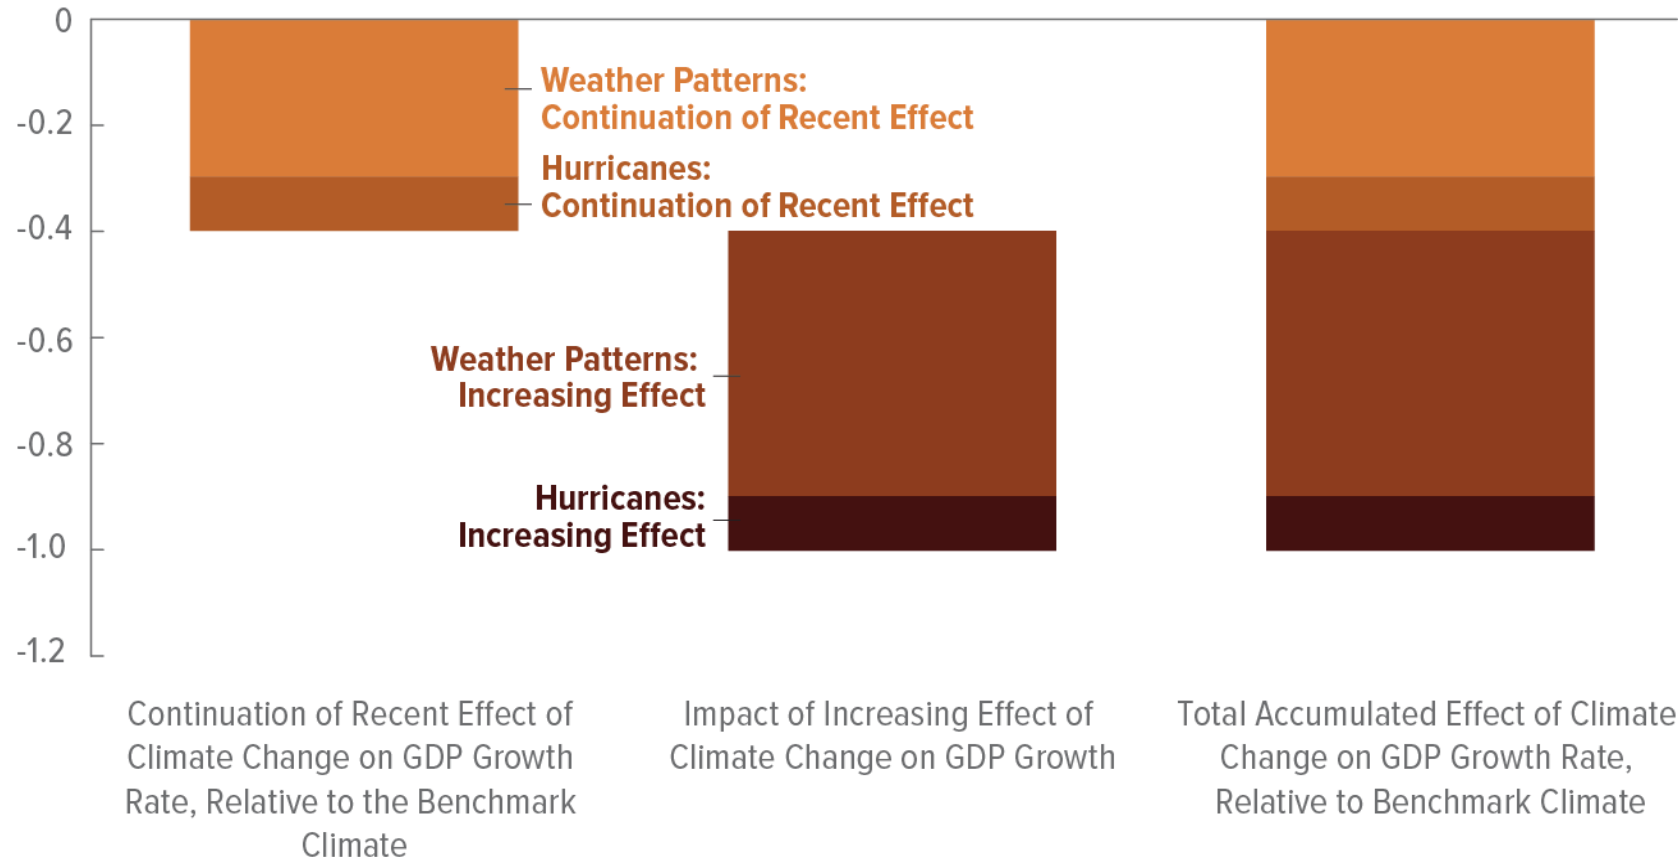 0
-0.2
-0.4
-0.6
-0.8
-1.0
-1.2
Weather Patterns:
Continuation of Recent Effect
Hurricanes:
Continuation of Recent Effect
Weather Patterns:
Increasing Effect
Hurricanes:
Increasing Effect
Continuation of Recent Effect of
Climate Change on GDP Growth
Rate, Relative to the Benchmark
Climate
Impact of Increasing Effect of
Climate Change on GDP Growth
Total Accumulated Effect of Climate
Change on GDP Growth Rate,
Relative to Benchmark Climate